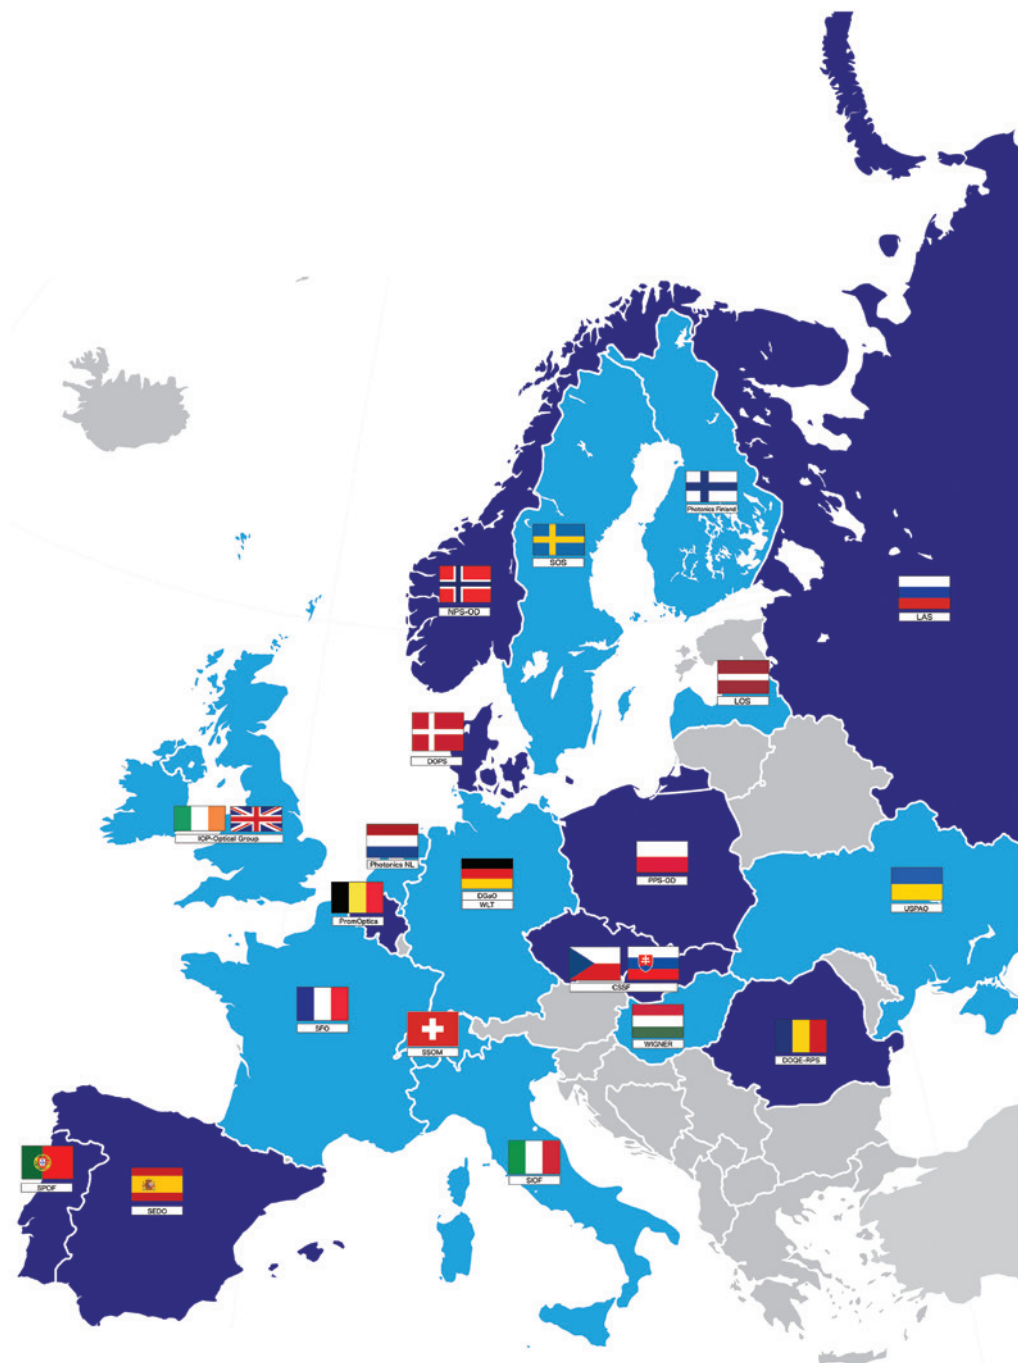 Photonics Finland
SOS
NPS-OD
LAS
LOS
DOPS
IOP-Optical Group
Photonics NL
PPS-OD
DGaO
WLT
USPAO
PromOptica
CSSF
SFO
SSOM
WIGNER
DOQE-RPS
SIOF
SPOF
SEDO